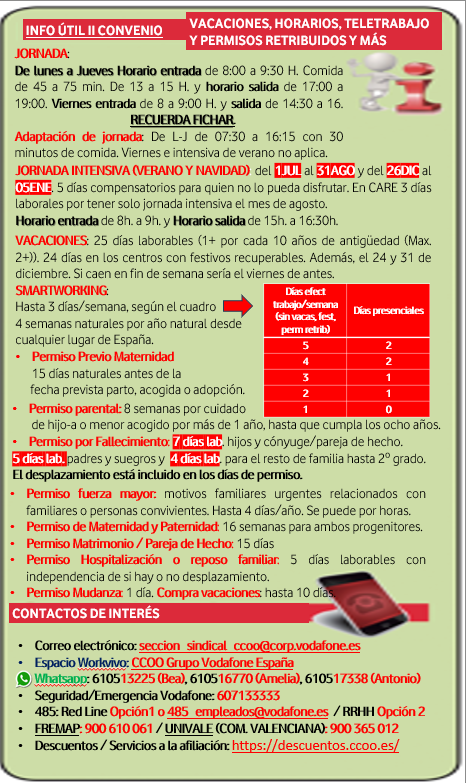 INFO ÚTIL II CONVENIO
VACACIONES, HORARIOS, TELETRABAJO
Y PERMISOS RETRIBUIDOS Y MÁS
JORNADA:
De lunes a Jueves Horario entrada de 8:00 a 9:30 H. Comida
de 45 a 75 min. De 13 a 15 H. y horario salida de 17:00 a
19:00. Viernes entrada de 8 a 9:00 H. y salida de 14:30 a 16.
RECUERDA FICHAR.
Adaptación de jornada: De L-J de 07:30 a 16:15 con 30
minutos de comida. Viernes e intensiva de verano no aplica.
JORNADA INTENSIVA (VERANO Y NAVIDAD) del 1JUL al 31AGO y del 26DIC al
05ENE. 5 días compensatorios para quien no lo pueda disfrutar. En CARE 3 días
laborales por tener solo jornada intensiva el mes de agosto.
Horario entrada de 8h. a 9h. y Horario salida de 15h. a 16:30h.
VACACIONES: 25 días laborables (1+ por cada 10 años de antigüedad (Max.
2+)). 24 días en los centros con festivos recuperables. Además, el 24 y 31 de
diciembre. Si caen en fin de semana sería el viernes de antes.
SMARTWORKING:
Hasta 3 días/semana, según el cuadro
4 semanas naturales por año natural desde
cualquier lugar de España.
Días efect
trabajo/semana
(sin vacas, fest,
perm retrib)
Días presenciales
5 2
4 2
3 1
2 1
1 0
• Permiso Previo Maternidad
15 días naturales antes de la
fecha prevista parto, acogida o adopción.
• Permiso parental: 8 semanas por cuidado
de hijo-a o menor acogido por más de 1 año, hasta que cumpla los ocho años.
• Permiso por Fallecimiento: 7 días lab. hijos y cónyuge/pareja de hecho.
5 días lab. padres y suegros y 4 días lab. para el resto de familia hasta 2º grado.
El desplazamiento está incluido en los días de permiso.
• Permiso fuerza mayor: motivos familiares urgentes relacionados con
familiares o personas convivientes. Hasta 4 días/año. Se puede por horas.
• Permiso de Maternidad y Paternidad: 16 semanas para ambos progenitores.
• Permiso Matrimonio / Pareja de Hecho: 15 días
• Permiso Hospitalización o reposo familiar: 5 días laborables con
independencia de si hay o no desplazamiento.
• Permiso Mudanza: 1 día. Compra vacaciones: hasta 10 días.
CONTACTOS DE INTERÉS
• Correo electrónico: seccion_sindical_ccoo@corp.vodafone.es
• Espacio Workvivo: CCOO Grupo Vodafone España
Whatsapp: 610513225 (Bea), 610516770 (Amelia), 610517338 (Antonio)
• Seguridad/Emergencia Vodafone: 607133333
• 485: Red Line Opción1 o 485_empleados@vodafone.es / RRHH Opción 2
• FREMAP: 900 610 061 / UNIVALE (COM. VALENCIANA): 900 365 012
• Descuentos / Servicios a la afiliación: https://descuentos.ccoo.es/